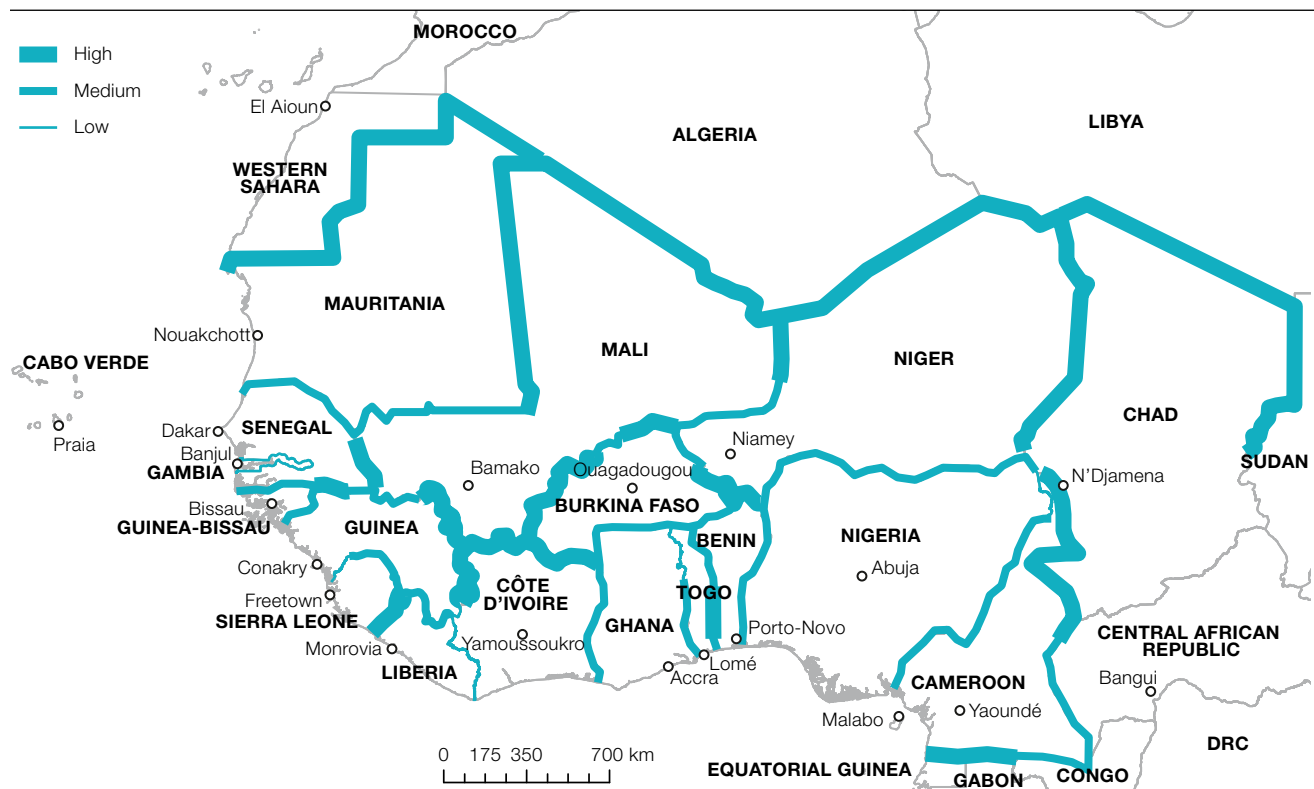 High
Medium
Low
MOROCCO
El Aioun
ALGERIA
LIBYA
WESTERN
SAHARA
MAURITANIA
Nouakchott
MALI
NIGER
CABO VERDE
Praia
CHAD
Dakar
SENEGAL
Banjul
GAMBIA
Niamey
Bamako
Ouagadougou
SUDAN
N'Djamena
BURKINA FASO
Bissau
GUINEA-BISSAU
GUINEA
BENIN
NIGERIA
Conakry
Abuja
CÔTE
D'IVOIRE
TOGO
Freetown
SIERRA LEONE
GHANA
Porto-Novo
CENTRAL AFRICAN
REPUBLIC
Monrovia
Yamoussoukro
Lomé
LIBERIA
Accra
Bangui
CAMEROON
Malabo
Yaoundé
DRC
0 175 350 700 km
EQUATORIAL GUINEA
GABON
CONGO